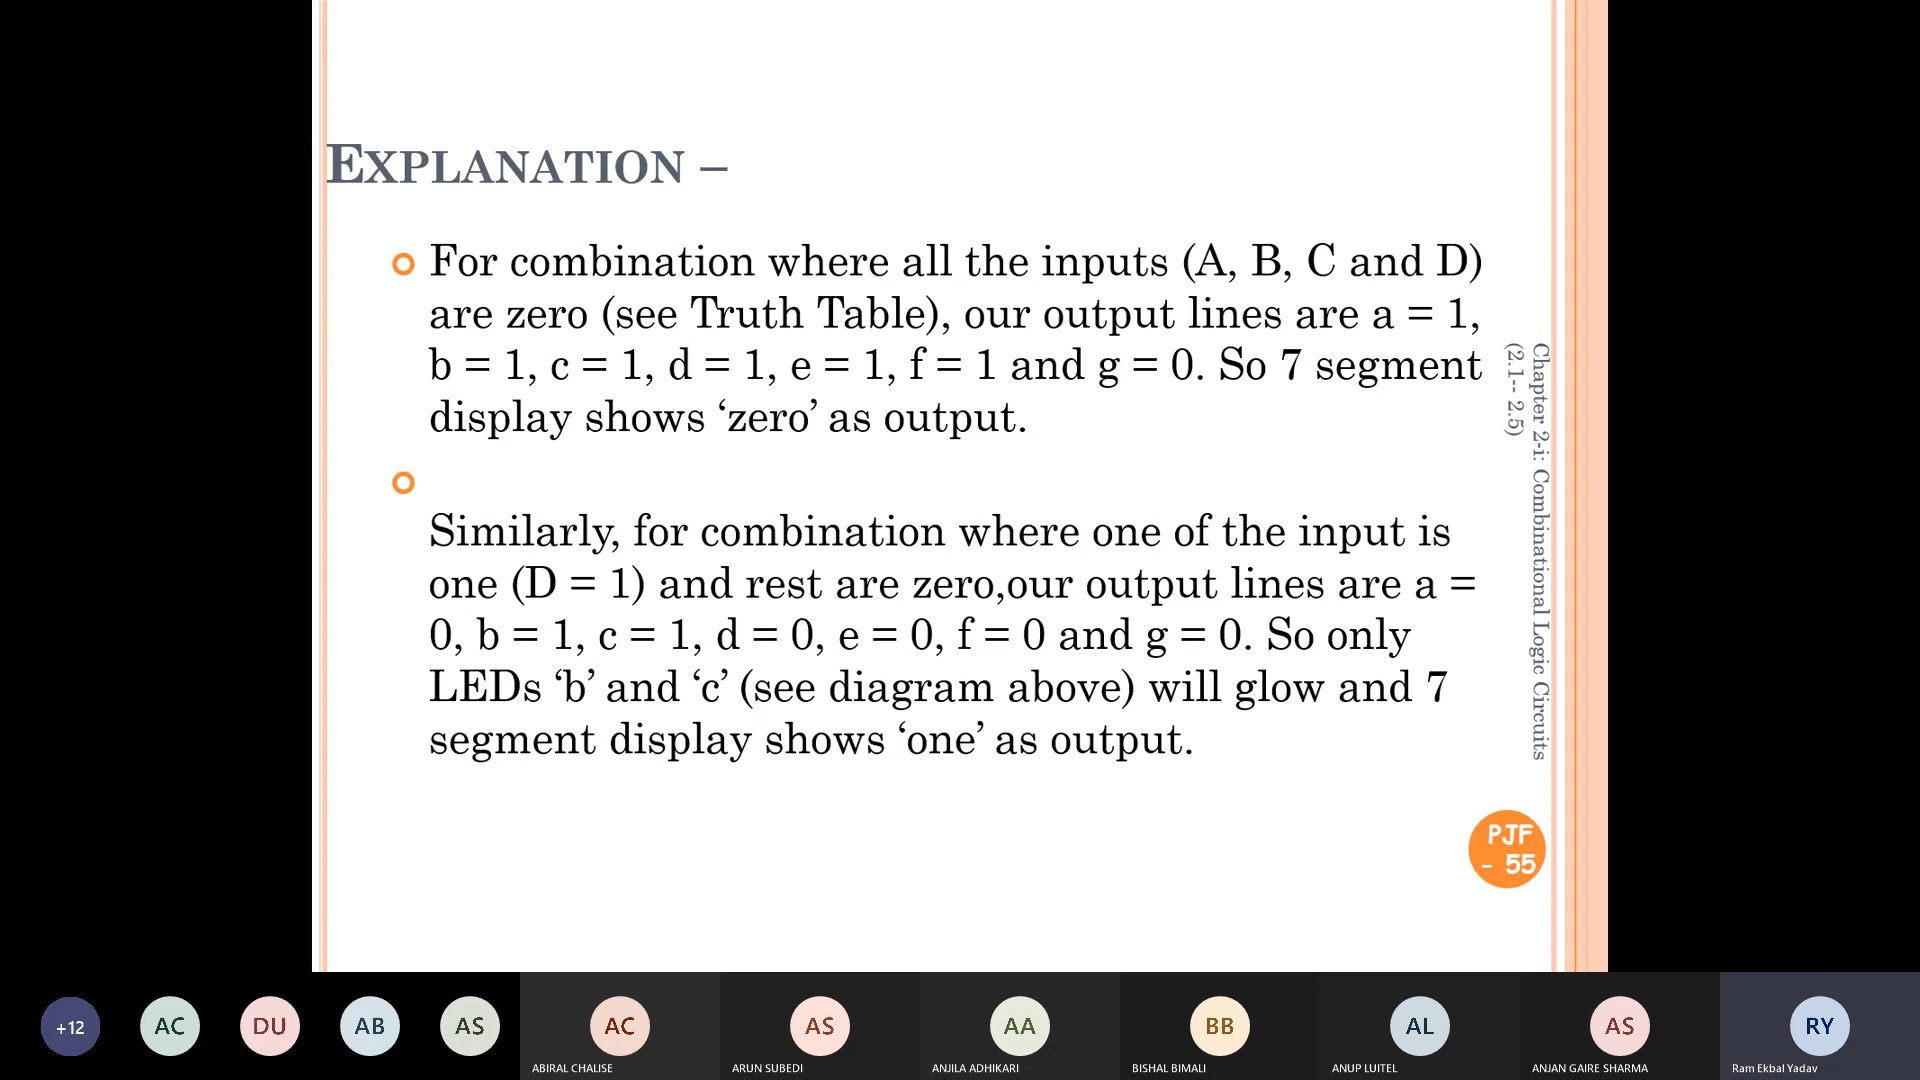 EXPLANATION –
For combination where all the inputs (A, B, C and D)
are zero (see Truth Table), our output lines are a = 1,
b = 1, c = 1, d = 1, e = 1, f = 1 and g = 0. So 7 segment
display shows ‘zero’ as output.
Similarly, for combination where one of the input is
one (D = 1) and rest are zero,our output lines are a =
0, b = 1, c = 1, d = 0, e = 0, f = 0 and g = 0. So only
LEDs ‘b’ and ‘c’ (see diagram above) will glow and 7
segment display shows ‘one’ as output.
Chapter 2-i: Combinational Logic Circuits
(2.1-- 2.5)
PJF
- 55
+12
AC
DU
AB
AS
AC
ABIRAL CHALISE
AS
ARUN SUBEDI
AA
ANJILA ADHIKARI
BB
BISHAL BIMALI
AL
ANUP LUITEL
AS
ANJAN GAIRE SHARMA
RY
Ram Ekbal Yadav